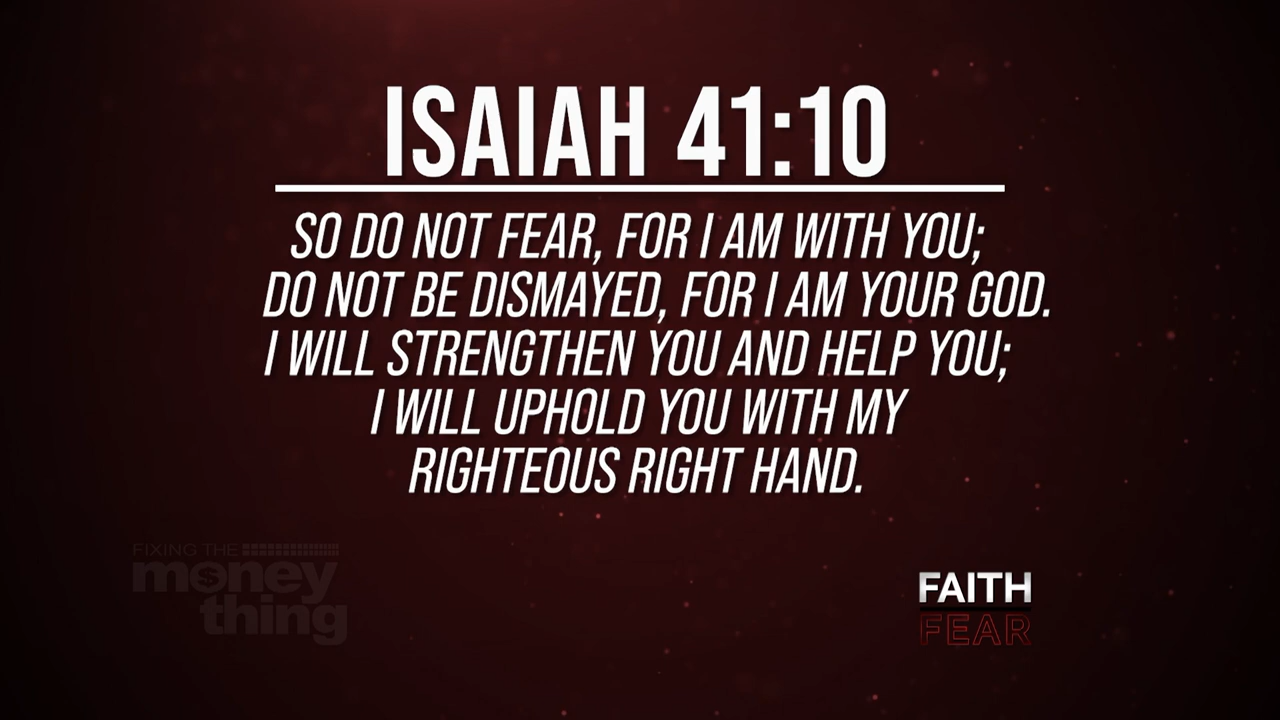 ISAIAH 41:10
SO DO NOT FEAR, FOR I AM WITH YOU;
DO NOT BE DISMAYED, FOR I AM YOUR GOD.
I WILL STRENGTHEN YOU AND HELP YOU;
I WILL UPHOLD YOU WITH MY
RIGHTEOUS RIGHT HAND.
FIXING THE
money
thing
FAITH
FEAR